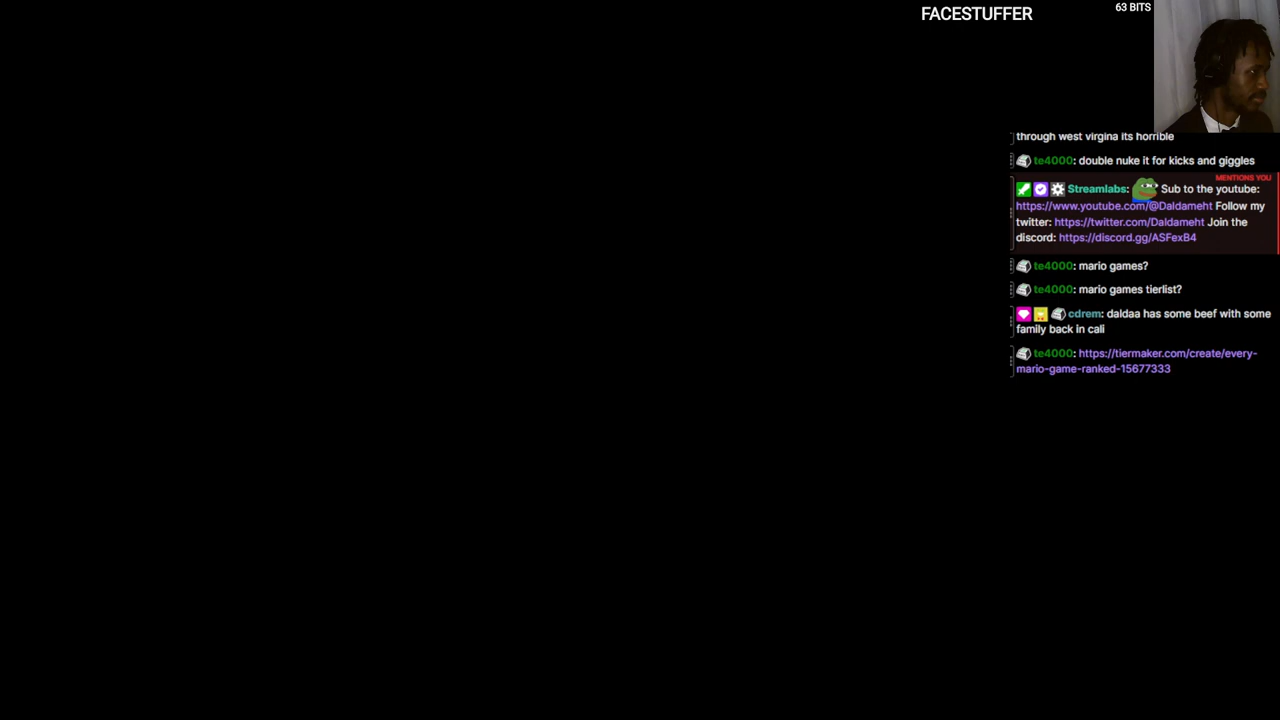 FACESTUFFER
63 BITS
through west virgina its horrible
te4000: double nuke it for kicks and giggles
MENTIONS YOU
Streamlabs: Sub to the youtube:
https://www.youtube.com/@Daldameht Follow my
twitter: https://twitter.com/Daldameht Join the
discord: https://discord.gg/ASFexB4
te4000: mario games?
te4000: mario games tierlist?
cdrem: daldaa has some beef with some
family back in cali
te4000: https://tiermaker.com/create/every-
mario-game-ranked-15677333